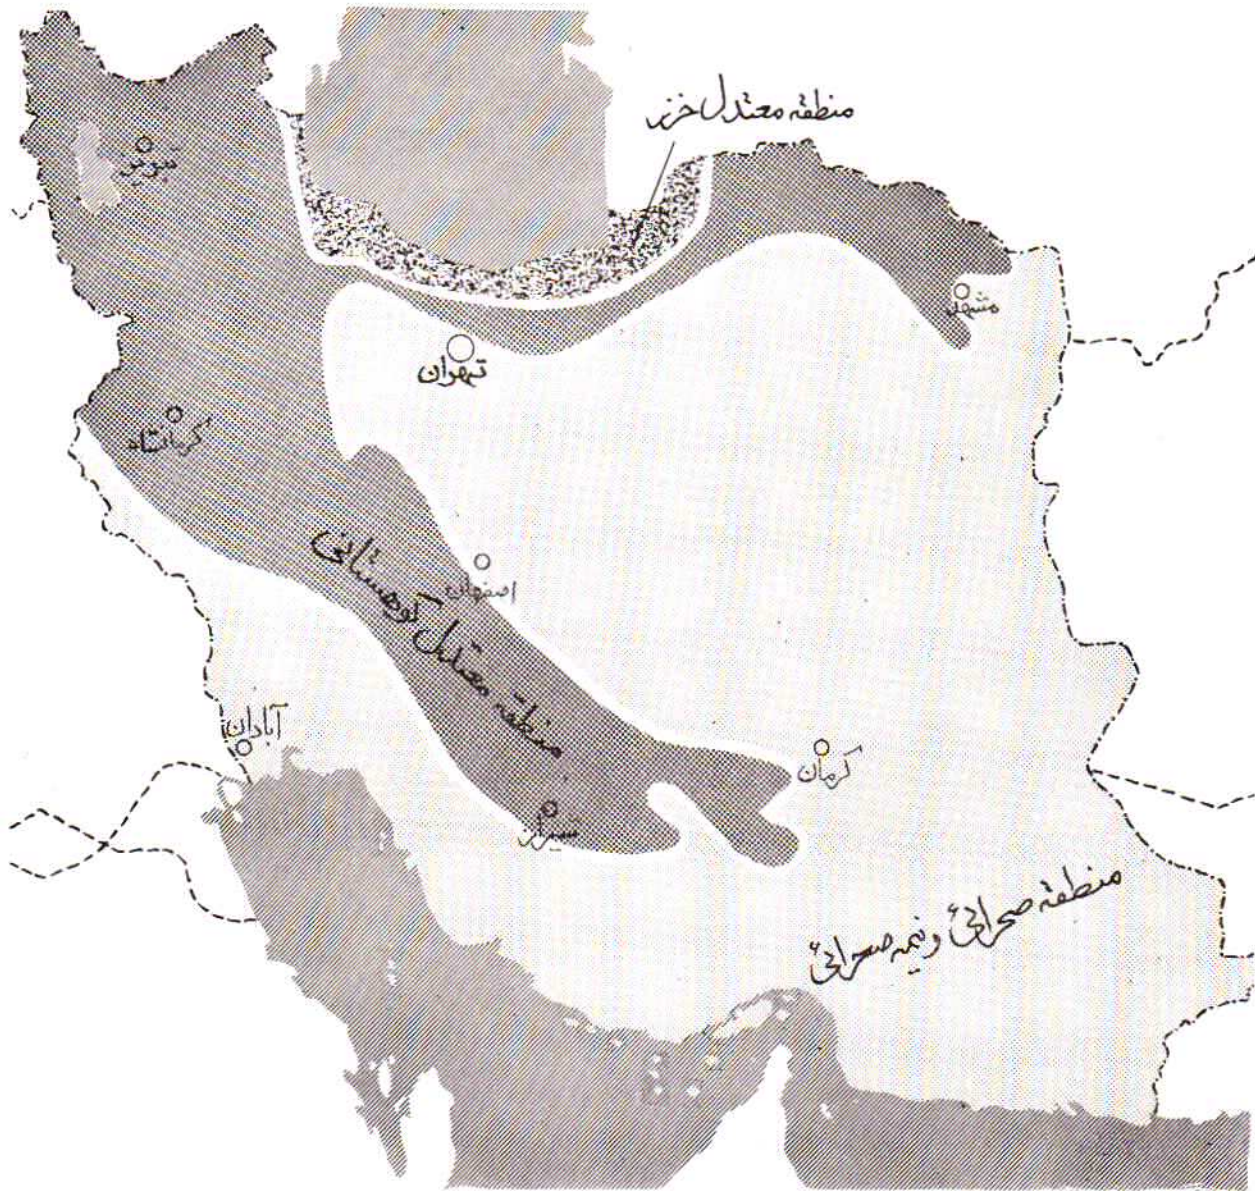 منطقه معتدل خزر
تبریز
مشهد
تهران
کرمانشاه
اصفهان
منطقه معتدل کوهستانی
آبادان
کرمان
شیراز
منطقه صحرائی و نیمه صحرائی